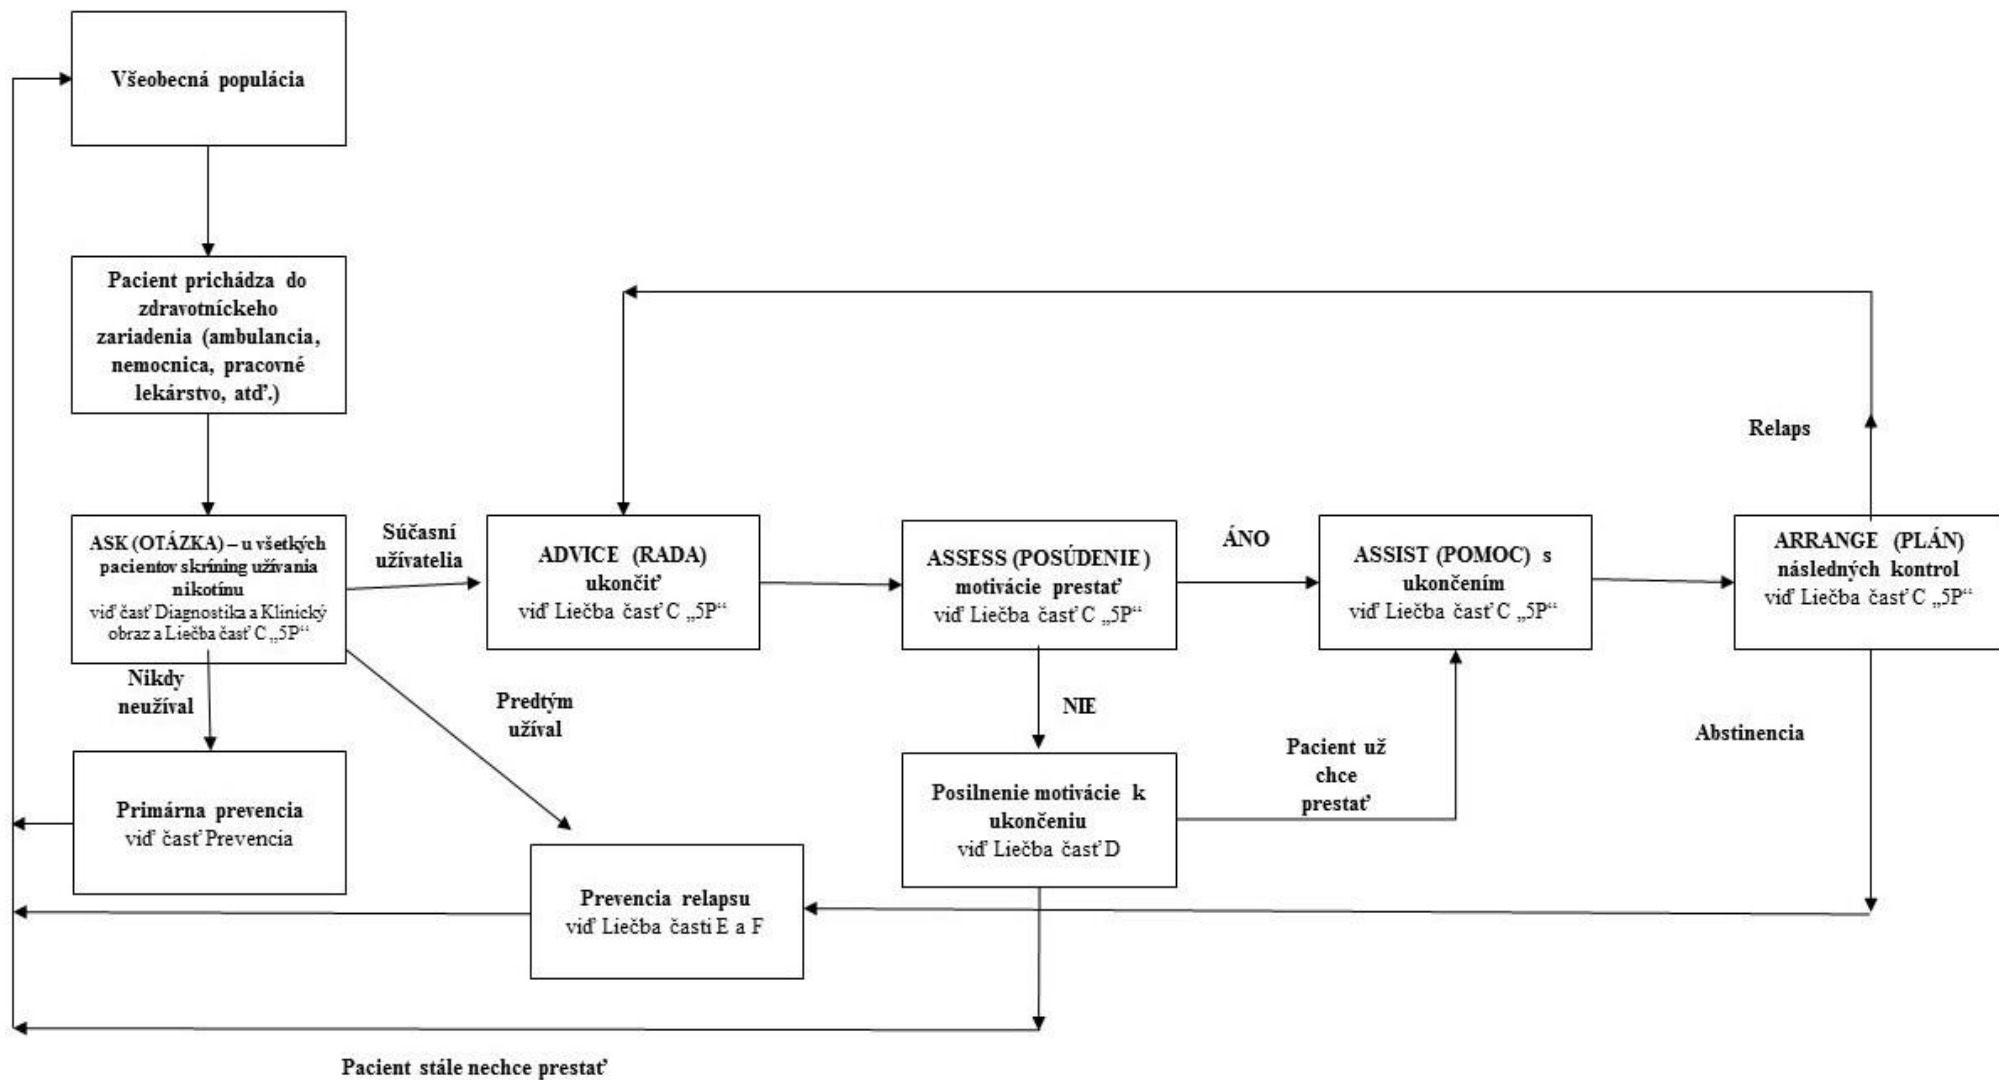 Všeobecná populácia
Pacient prichádza do
zdravotníckeho
zariadenia (ambulancia,
nemocnica, pracovné
lekárstvo, atď.)
Relaps
ASK (OTÁZKA) – u všetkých
pacientov skríning užívania
nikotínu
viď časť Diagnostika a Klinický
obraz a Liečba časť C „5P“
Súčasní
užívatelia
ADVICE (RADA)
ukončiť
viď Liečba časť C „5P“
ASSESS (POSÚDENIE)
motivácie prestať
viď Liečba časť C „5P“
ÁNO
ASSIST (POMOC) s
ukončením
viď Liečba časť C „5P“
ARRANGE (PLÁN)
následných kontrol
viď Liečba časť C „5P“
Nikdy
neužíval
Predtým
užíval
NIE
Pacient už
chce
prestať
Abstinencia
Primárna prevencia
viď časť Prevencia
Posilnenie motivácie k
ukončeniu
viď Liečba časť D
Prevencia relapsu
viď Liečba časti E a F
Pacient stále nechce prestať